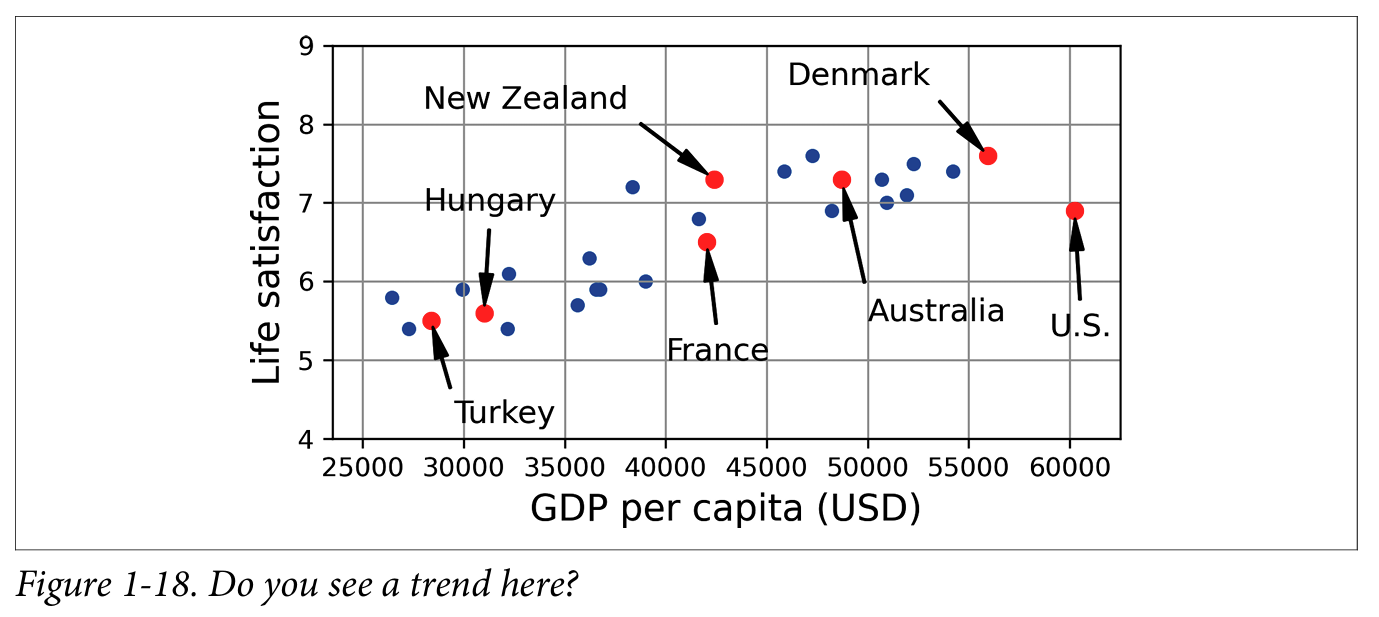 9
Denmark
New Zealand
8
Hungary
7
Life satisfaction
6
Australia
U.S.
France
5
Turkey
4
25000 30000 35000 40000 45000 50000 55000 60000
GDP per capita (USD)
Figure 1-18. Do you see a trend here?